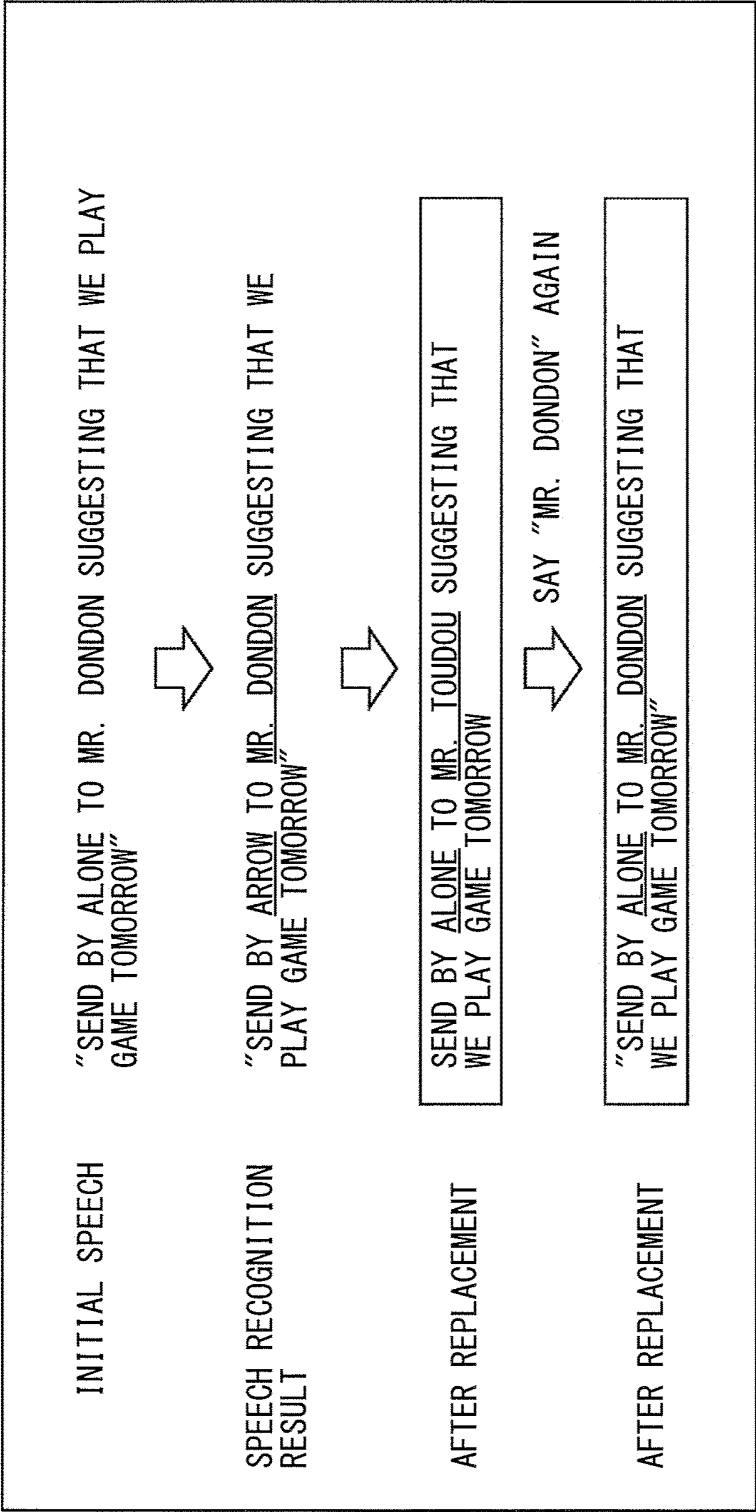 INITIAL SPEECH
"SEND BY ALONE TO MR. DONDON SUGGESTING THAT WE PLAY
GAME TOMORROW"
SPEECH RECOGNITION
RESULT
"SEND BY ARROW TO MR. DONDON SUGGESTING THAT WE
PLAY GAME TOMORROW"
AFTER REPLACEMENT
SEND BY ALONE TO MR. TOUDOU SUGGESTING THAT
WE PLAY GAME TOMORROW
SAY "MR. DONDON" AGAIN
AFTER REPLACEMENT
"SEND BY ALONE TO MR. DONDON SUGGESTING THAT
WE PLAY GAME TOMORROW"